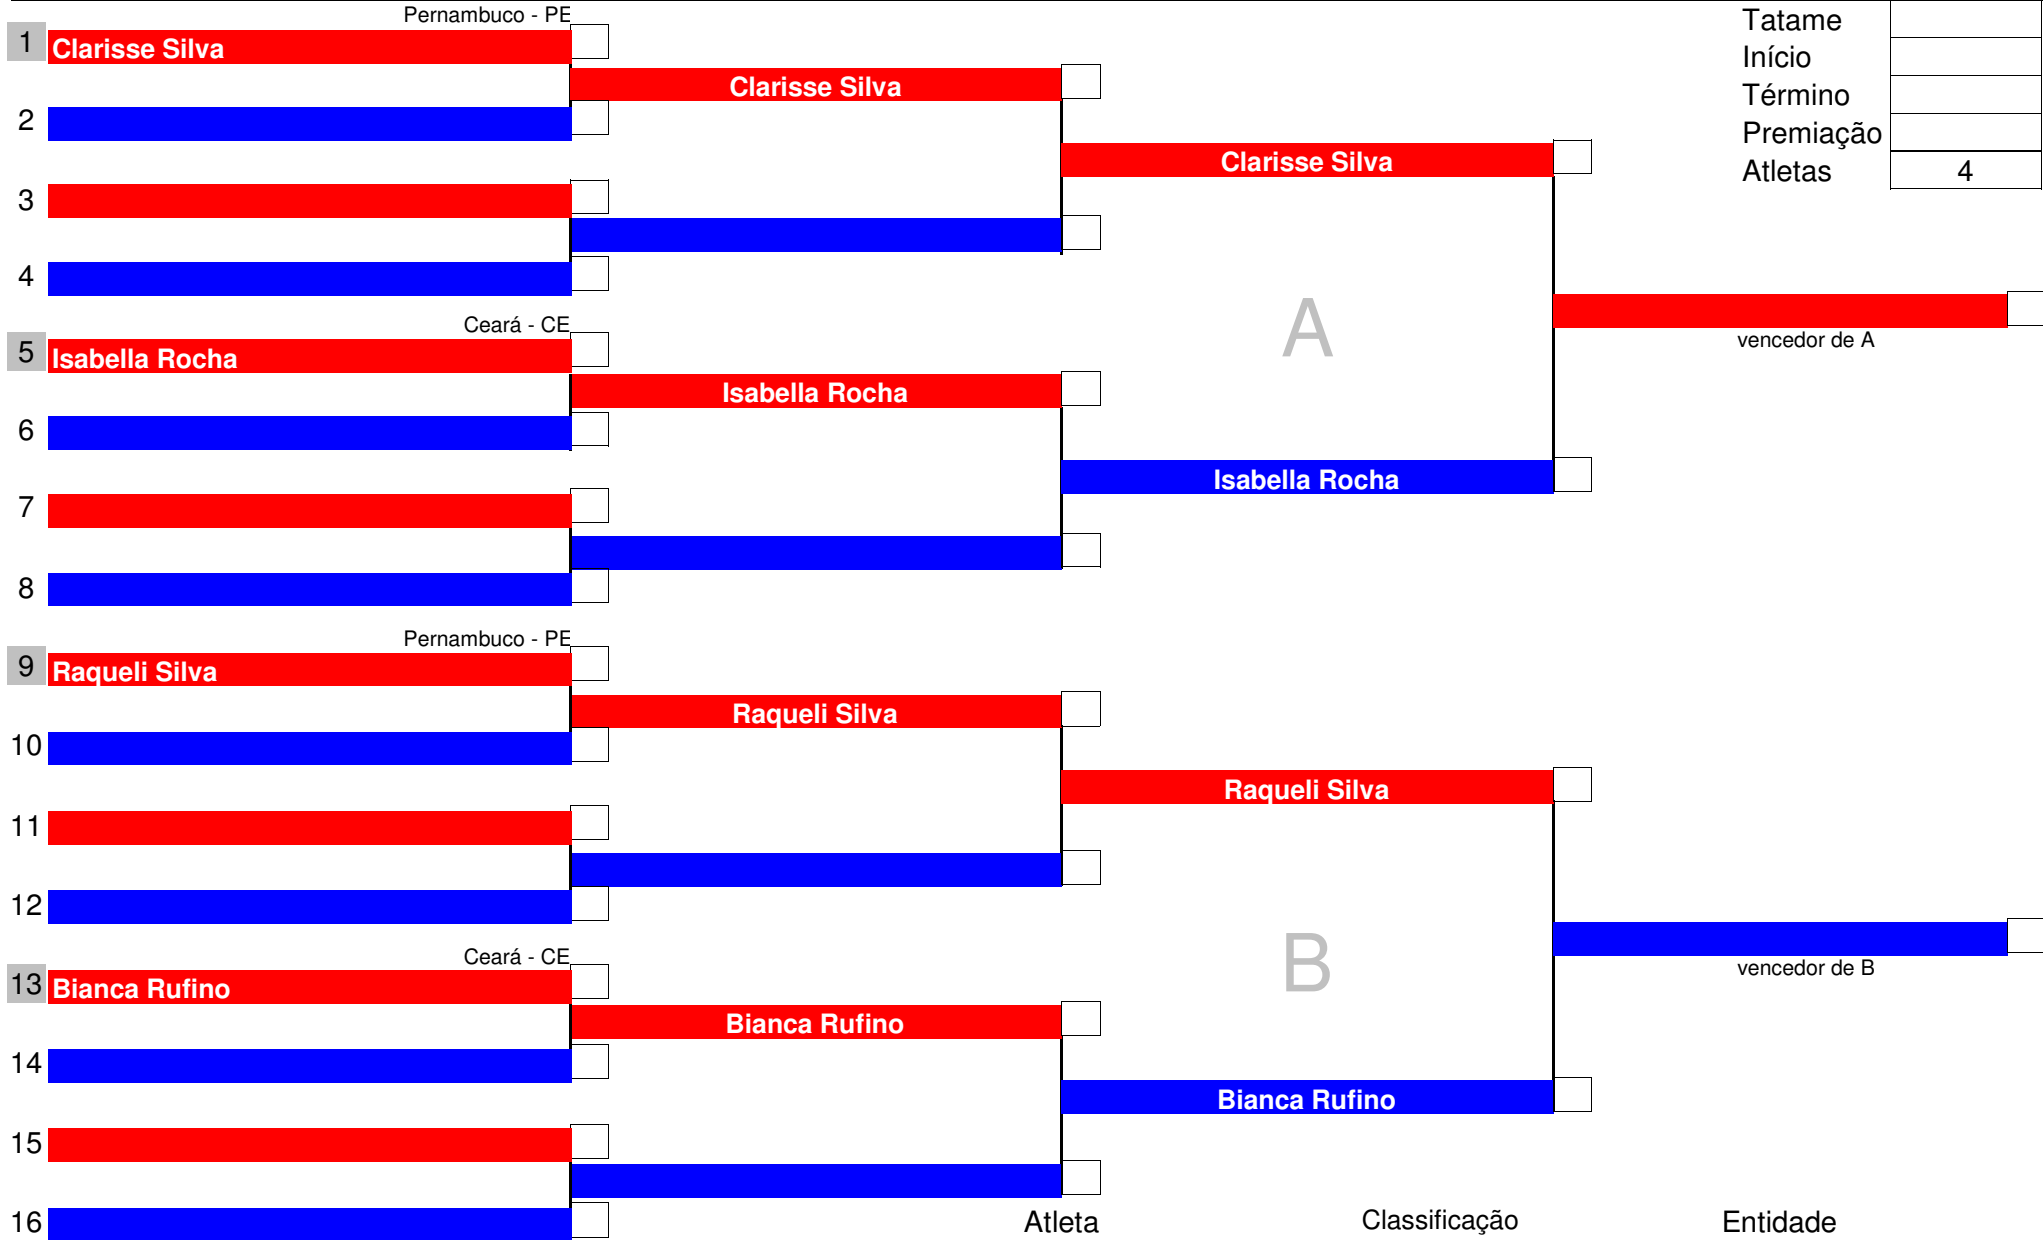 Pernambuco - PE
Tatame
1 Clarisse Silva
Início
Clarisse Silva
Término
2
Premiação
Clarisse Silva
Atletas 4
3
4
Ceará - CE
A
vencedor de A
5 Isabella Rocha
Isabella Rocha
6
Isabella Rocha
7
8
Pernambuco - PE
9 Raqueli Silva
Raqueli Silva
10
Raqueli Silva
11
12
Ceará - CE
B
vencedor de B
13 Bianca Rufino
Bianca Rufino
14
Bianca Rufino
15
16
Atleta Classificação Entidade